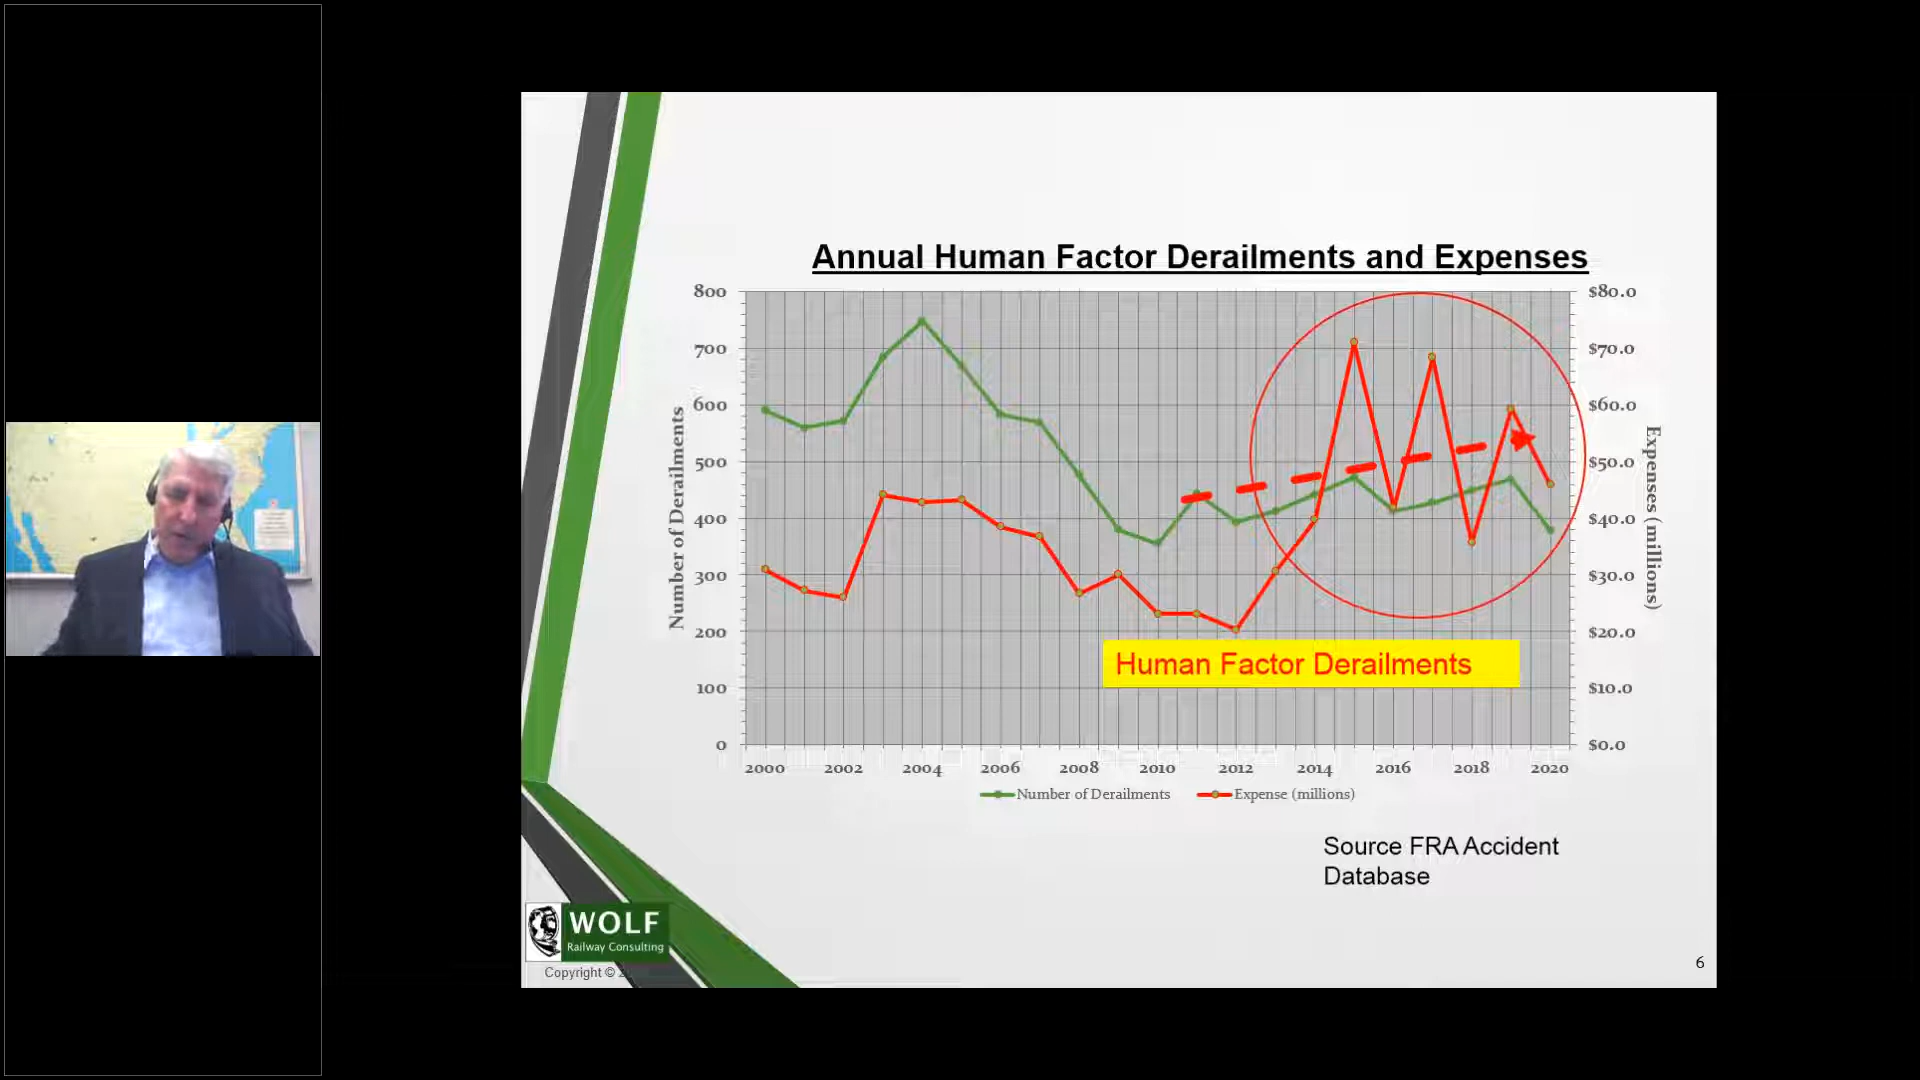 Annual Human Factor Derailments and Expenses
800
700
600
500
400
300
200
100
0
Number of Derailments
$80.0
$70.0
$60.0
$50.0
$40.0
$30.0
$20.0
$10.0
$0.0
Expenses (millions)
Human Factor Derailments
2000 2002 2004 2006 2008 2010 2012 2014 2016 2018 2020
Number of Derailments Expense (millions)
Source FRA Accident
Database
WOLF
Railway Consulting
Copyright ©
6